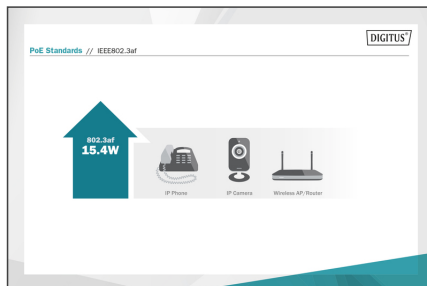 DIGITUS®
PoE Standards // IEEE802.3af
802.3af
15.4W
IP Phone
IP Camera
Wireless AP/Router